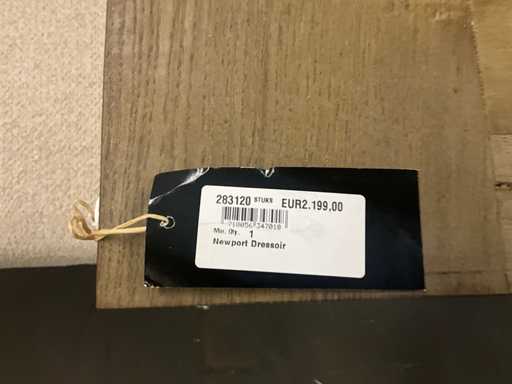 283120 STUKS EUR2.199,00
Min. Qty. 1
Newport Dressoir